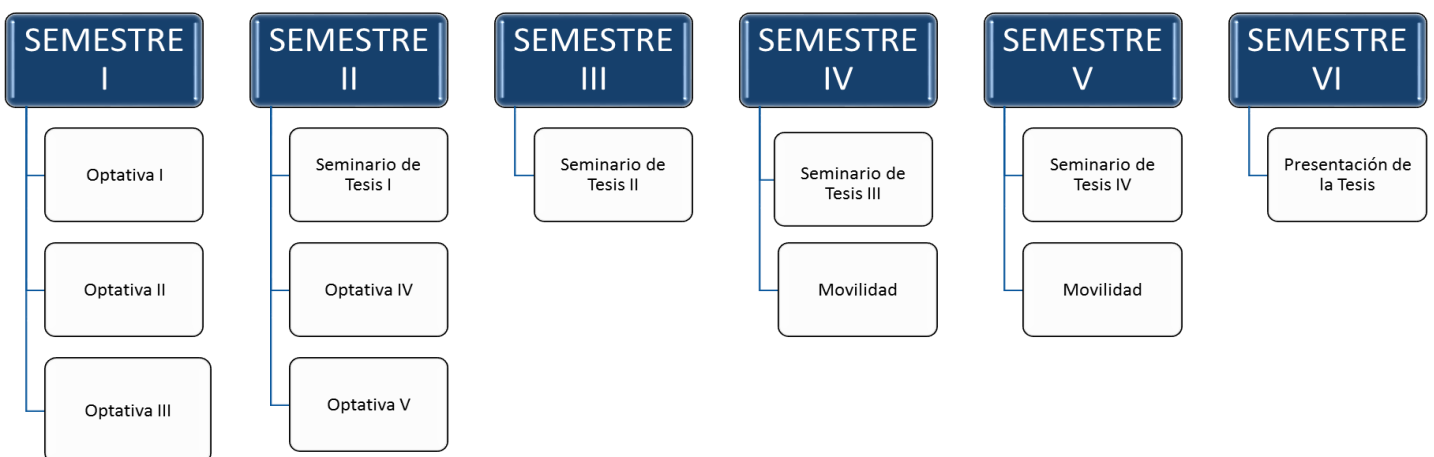 SEMESTRE
I
Optativa I
Optativa II
Optativa III
SEMESTRE
II
Seminario de
Tesis I
Optativa IV
Optativa V
SEMESTRE
III
Seminario de
Tesis II
SEMESTRE
IV
Seminario de
Tesis III
Movilidad
SEMESTRE
V
Seminario de
Tesis IV
Movilidad
SEMESTRE
VI
Presentación de
la Tesis